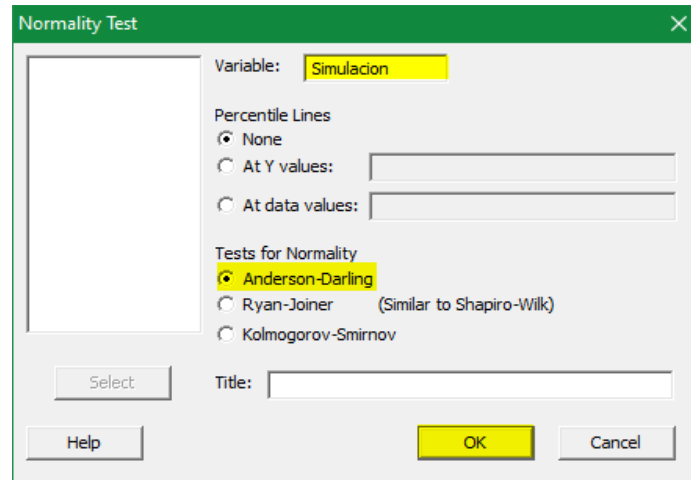 Normality Test
Variable: Simulacion
Percentile Lines
None
At Y values:
At data values:
Tests for Normality
Anderson-Darling
Ryan-Joiner (Similar to Shapiro-Wilk)
Kolmogorov-Smirnov
Select
Title:
Help
OK
Cancel